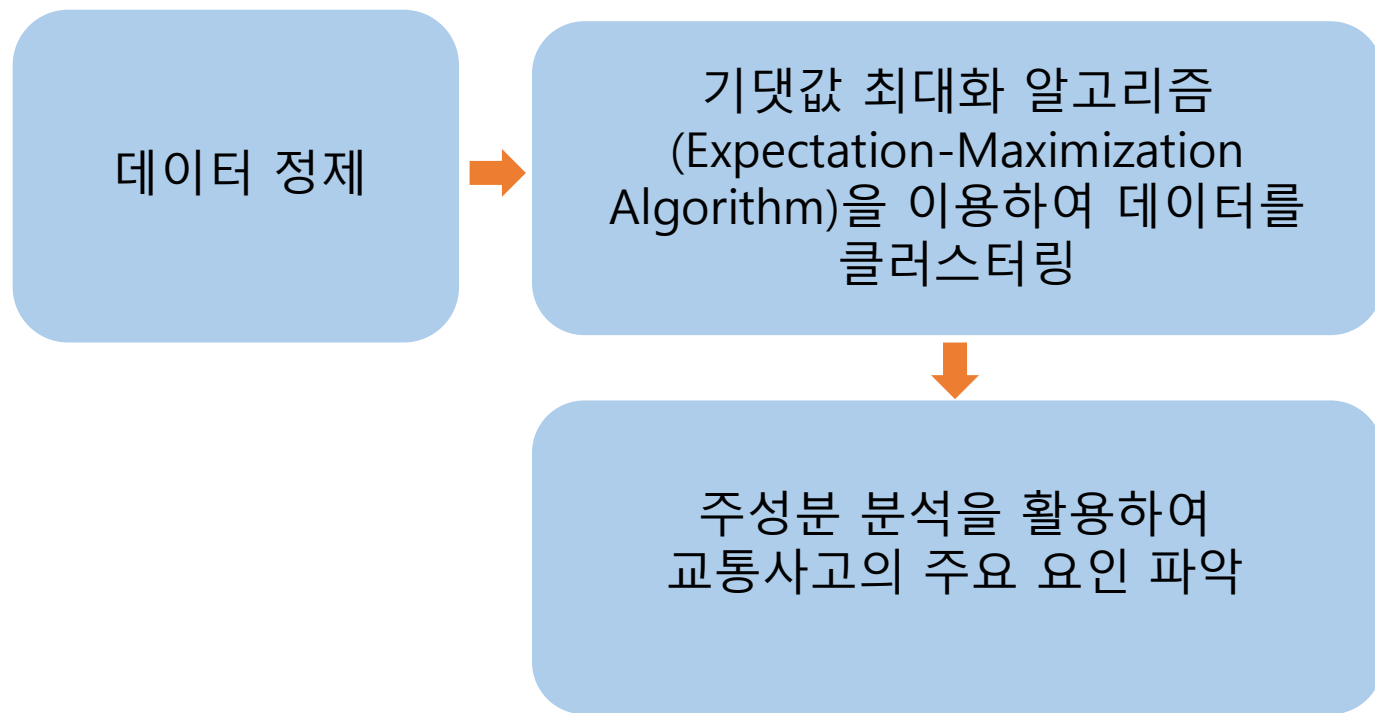 데이터 정제
기댓값 최대화 알고리즘
(Expectation-Maximization
Algorithm)을 이용하여 데이터를
클러스터링
주성분 분석을 활용하여
교통사고의 주요 요인 파악